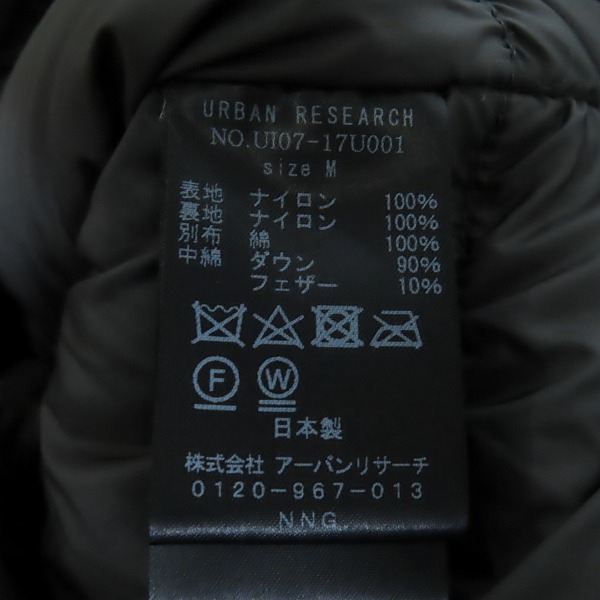 URBAN RESEARCH
NO.UI07-17U001
size M
表地 ナイロン 100%
裏地 ナイロン 100%
別布 綿 100%
中綿 ダウン 90%
フェザー 10%
F W
日本製
株式会社 アーバンリサーチ
0120-967-013
NNG.